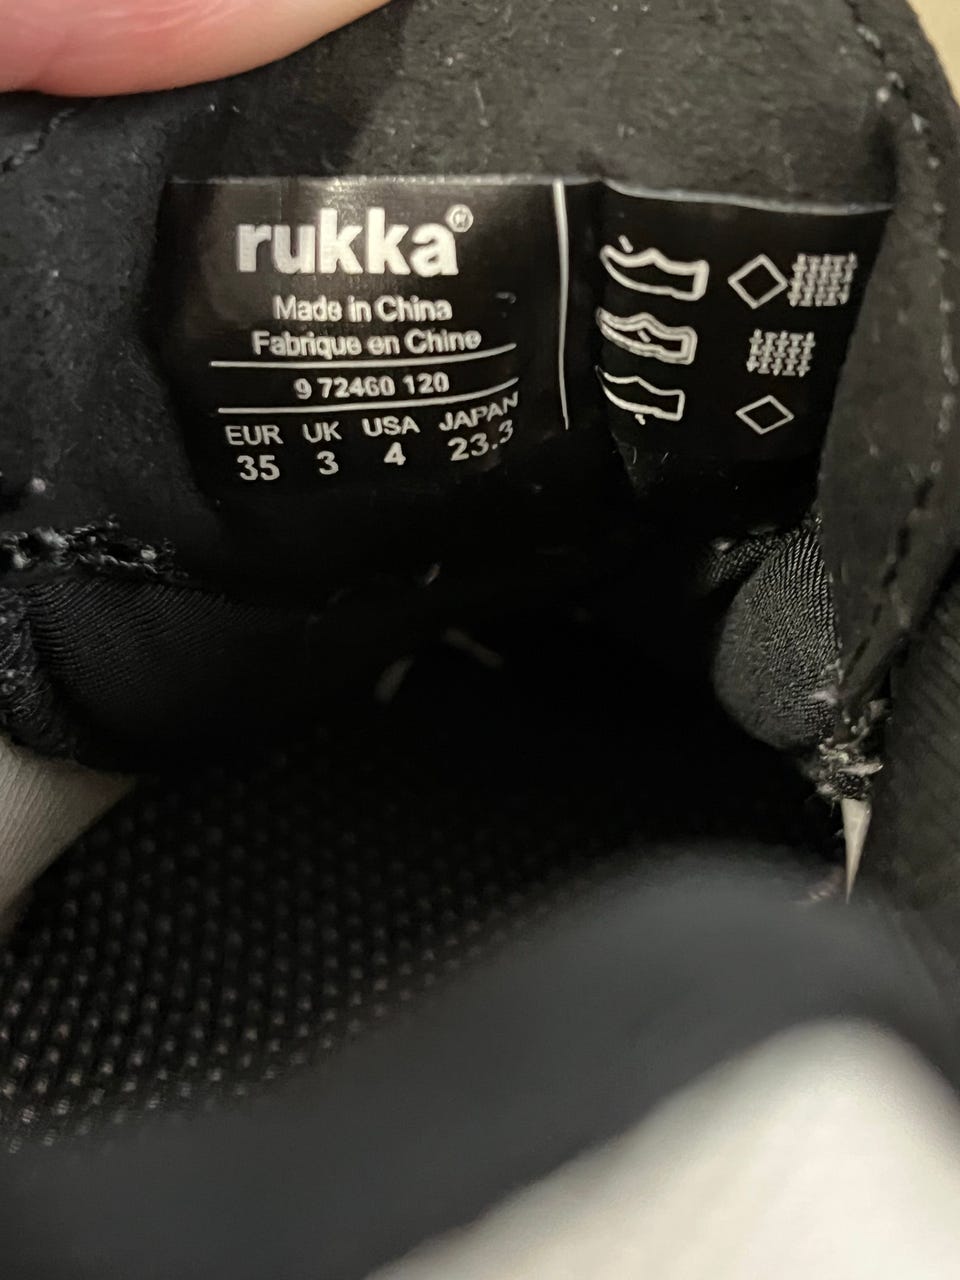 rukka®
Made in China
Fabrique en Chine
9 72460 120
EUR UK USA JAPAN
35 3 4 23.3